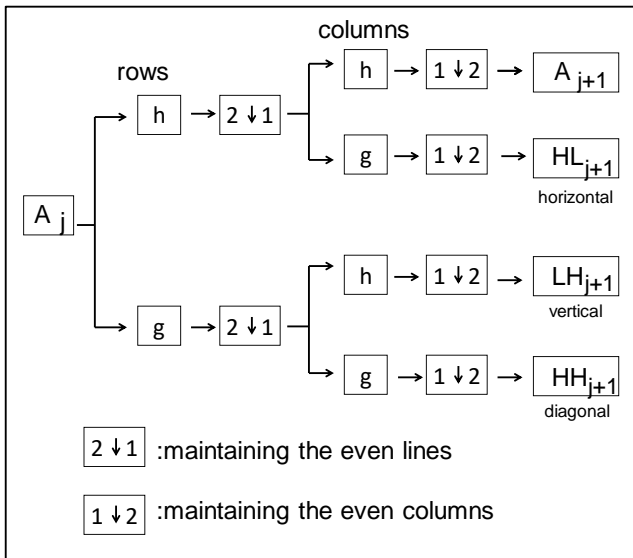 columns
rows
h
1 ↓ 2
A j+1
h
2 ↓ 1
g
1 ↓ 2
HL j+1
horizontal
A j
h
1 ↓ 2
LH j+1
vertical
g
2 ↓ 1
g
1 ↓ 2
HH j+1
diagonal
2 ↓ 1 :maintaining the even lines
1 ↓ 2 :maintaining the even columns